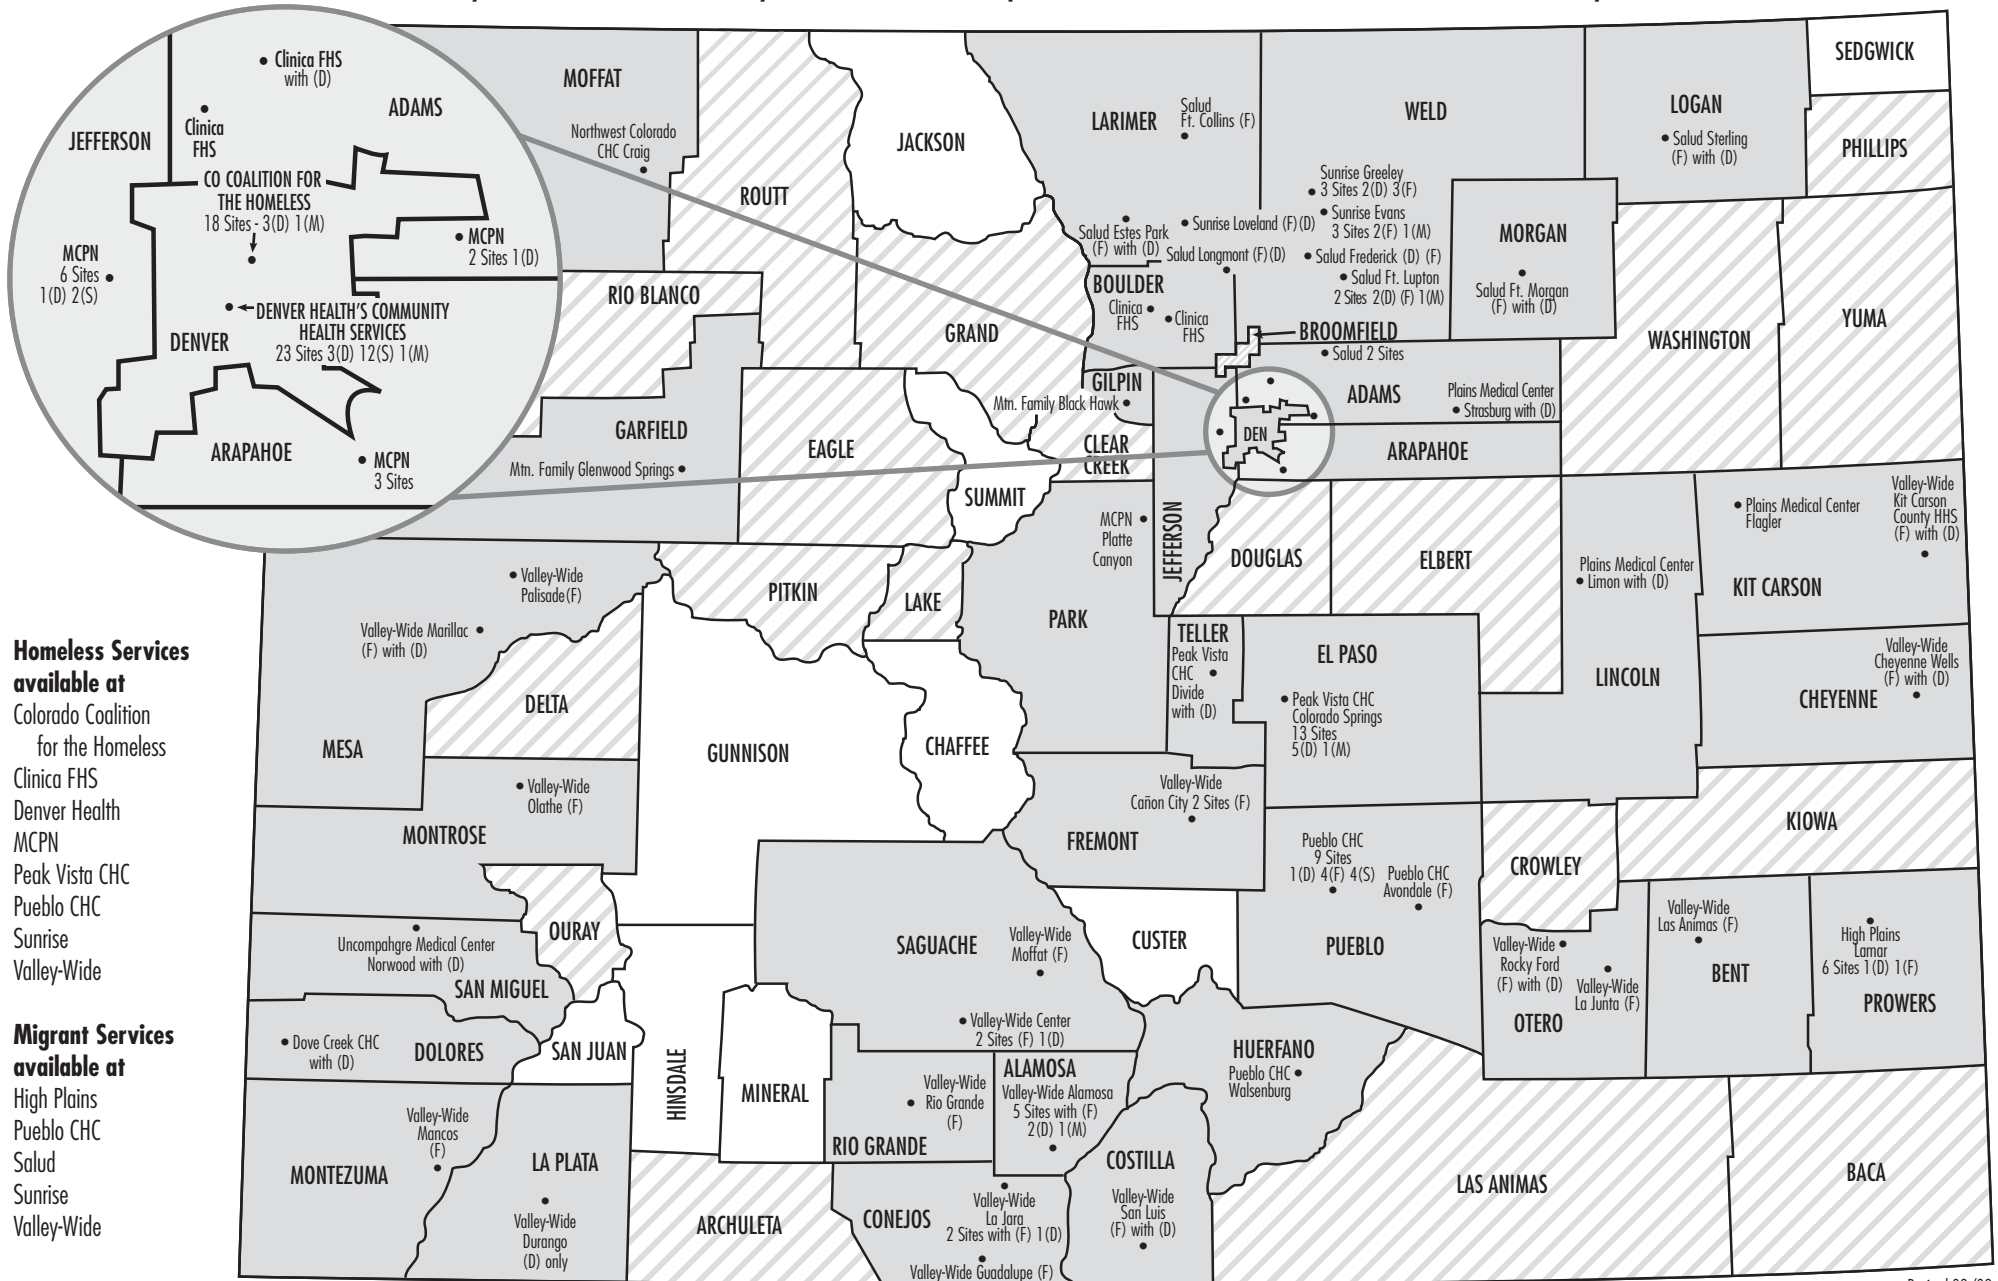 Clinica FHS
with (D)
ADAMS
Clinica
FHS
JEFFERSON
CO COALITION FOR
THE HOMELESS
18 Sites - 3(D) 1(M)
MCPN
2 Sites 1(D)
MCPN
6 Sites
1(D) 2(S)
DENVER HEALTH'S COMMUNITY
HEALTH SERVICES
23 Sites 3(D) 12(S) 1(M)
DENVER
ARAPAHOE
MCPN
3 Sites
MOFFAT
Northwest Colorado
CHC Craig
ROUTT
JACKSON
LARIMER
Salud
Ft. Collins (F)
Salud Estes Park
(F) with (D)
Sunrise Loveland (F)(D)
Salud Longmont (F)(D)
WELD
Sunrise Greeley
3 Sites 2(D) 3(F)
Sunrise Evans
3 Sites 2(F) 1(M)
Salud Frederick (D) (F)
Salud Ft. Lupton
2 Sites 2(D) (F) 1(M)
LOGAN
Salud Sterling
(F) with (D)
SEDGWICK
PHILLIPS
MORGAN
Salud Ft. Morgan
(F) with (D)
WASHINGTON
YUMA
RIO BLANCO
GRAND
BOULDER
Clinica
FHS
Clinica
FHS
BROOMFIELD
Salud 2 Sites
ADAMS
Plains Medical Center
Strasburg with (D)
GILPIN
Mtn. Family Black Hawk
CLEAR
CREEK
DEN
ARAPAHOE
GARFIELD
Mtn. Family Glenwood Springs
EAGLE
SUMMIT
MCPN
Platte
Canyon
JEFFERSON
DOUGLAS
ELBERT
Plains Medical Center
Limon with (D)
LINCOLN
Plains Medical Center
Flagler
Valley-Wide
Kit Carson
County HHS
(F) with (D)
KIT CARSON
Valley-Wide
Palisade(F)
Valley-Wide Marillac
(F) with (D)
MESA
PITKIN
LAKE
PARK
TELLER
Peak Vista
CHC
Divide
with (D)
EL PASO
Peak Vista CHC
Colorado Springs
13 Sites
5(D) 1(M)
Valley-Wide
Cheyenne Wells
(F) with (D)
CHEYENNE
DELTA
GUNNISON
CHAFFEE
Valley-Wide
Olathe (F)
MONTROSE
Valley-Wide
Cañon City 2 Sites (F)
FREMONT
Pueblo CHC
9 Sites
1(D) 4(F) 4(S)
Pueblo CHC
Avondale (F)
PUEBLO
CROWLEY
KIOWA
OURAY
Uncompahgre Medical Center
Norwood with (D)
SAN MIGUEL
SAGUACHE
Valley-Wide
Moffat (F)
Valley-Wide Center
2 Sites (F) 1(D)
CUSTER
Valley-Wide
Rocky Ford
(F) with (D)
Valley-Wide
La Junta (F)
OTERO
Valley-Wide
Las Animas (F)
BENT
High Plains
Lamar
6 Sites 1(D) 1(F)
PROWERS
Dove Creek CHC
with (D)
DOLORES
SAN JUAN
HINSDALE
MINERAL
Valley-Wide
Rio Grande
(F)
RIO GRANDE
ALAMOSA
Valley-Wide Alamosa
5 Sites with (F)
2(D) 1(M)
HUERFANO
Pueblo CHC
Walsenburg
Valley-Wide
Mancos
(F)
MONTEZUMA
LA PLATA
Valley-Wide
Durango
(D) only
ARCHULETA
CONEJOS
Valley-Wide
La Jara
2 Sites with (F) 1(D)
Valley-Wide Guadalupe (F)
COSTILLA
Valley-Wide
San Luis
(F) with (D)
LAS ANIMAS
BACA
Homeless Services
available at
Colorado Coalition
for the Homeless
Clinica FHS
Denver Health
MCPN
Peak Vista CHC
Pueblo CHC
Sunrise
Valley-Wide
Migrant Services
available at
High Plains
Pueblo CHC
Salud
Sunrise
Valley-Wide